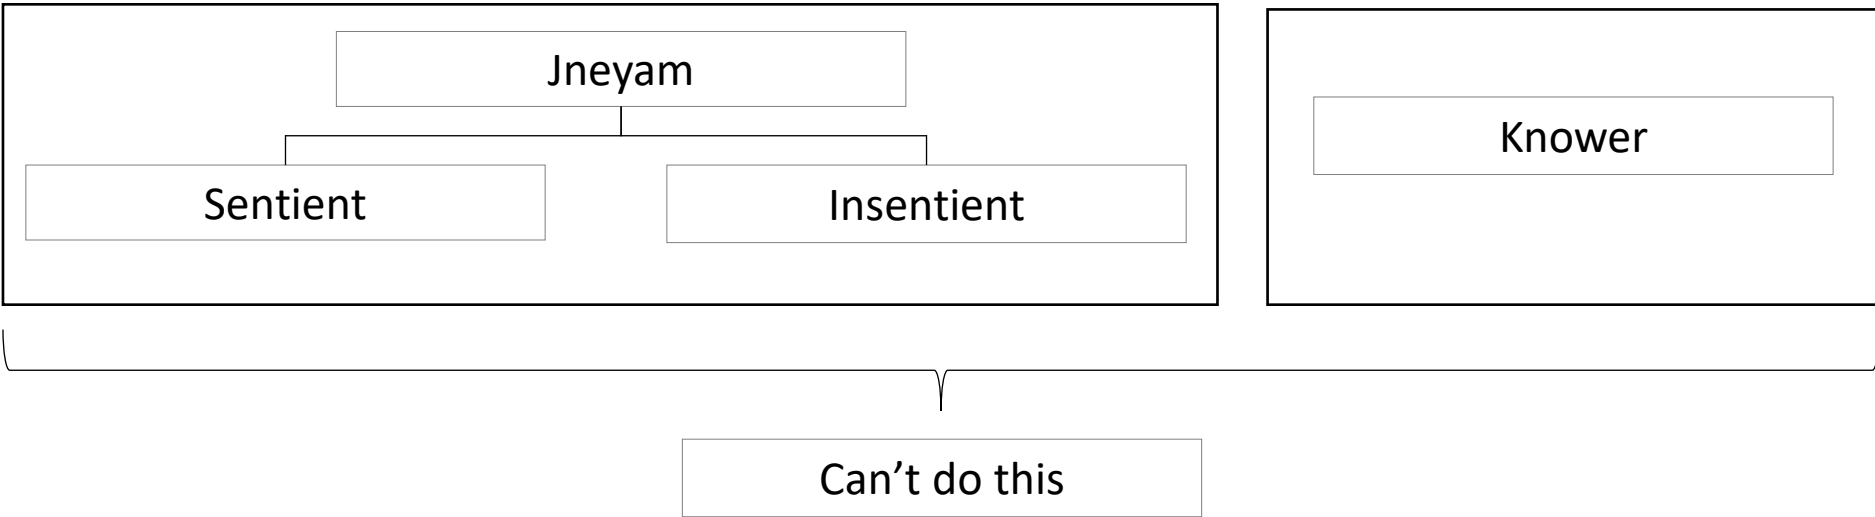 Jneyam
Knower
Sentient
Insentient
Can’t do this